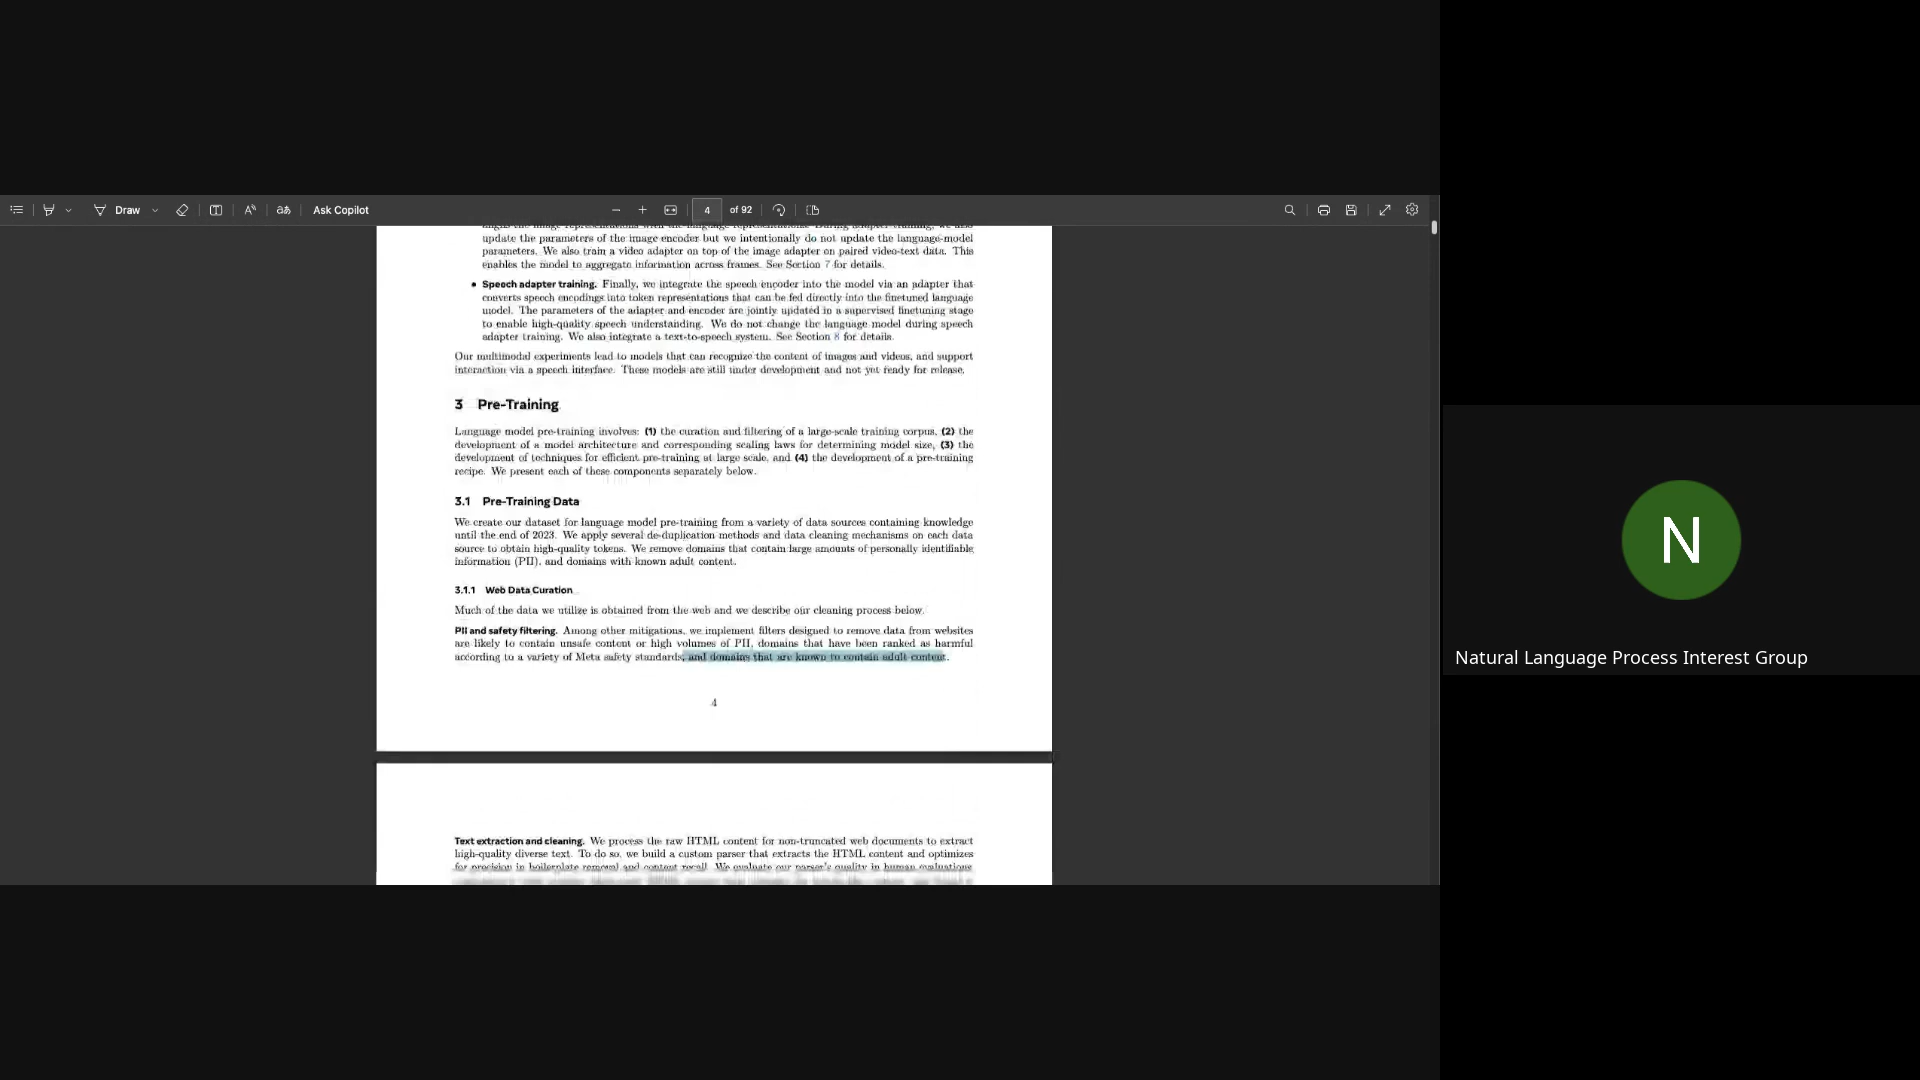 Draw
Ask Copilot
4 of 92
update the parameters of the image encoder but we intentionally do not update the language-model
parameters. We also train a video adapter on top of the image adapter on paired video-text data. This
enables the model to aggregate information across frames. See Section 7 for details.
• Speech adapter training. Finally, we integrate the speech encoder into the model via an adapter that
converts speech encodings into token representations that can be fed directly into the finetuned language
model. The parameters of the adapter and encoder are jointly updated in a supervised finetuning stage
to enable high-quality speech understanding. We do not change the language model during speech
adapter training. We also integrate a text-to-speech system. See Section 8 for details.
Our multimodal experiments lead to models that can recognize the content of images and videos, and support
interaction via a speech interface. These models are still under development and not yet ready for release.
3 Pre-Training
Language model pre-training involves: (1) the curation and filtering of a large-scale training corpus, (2) the
development of a model architecture and corresponding scaling laws for determining model size, (3) the
development of techniques for efficient pre-training at large scale, and (4) the development of a pre-training
recipe. We present each of these components separately below.
3.1 Pre-Training Data
We create our dataset for language model pre-training from a variety of data sources containing knowledge
until the end of 2023. We apply several de-duplication methods and data cleaning mechanisms on each data
source to obtain high-quality tokens. We remove domains that contain large amounts of personally identifiable
information (PII), and domains with known adult content.
3.1.1 Web Data Curation
Much of the data we utilize is obtained from the web and we describe our cleaning process below.
PII and safety filtering. Among other mitigations, we implement filters designed to remove data from websites
are likely to contain unsafe content or high volumes of PII, domains that have been ranked as harmful
according to a variety of Meta safety standards, and domains that are known to contain adult content.
4
Text extraction and cleaning. We process the raw HTML content for non-truncated web documents to extract
high-quality diverse text. To do so, we build a custom parser that extracts the HTML content and optimizes
for precision in boilerplate removal and content recall. We evaluate our parser's quality in human evaluations
N
Natural Language Process Interest Group